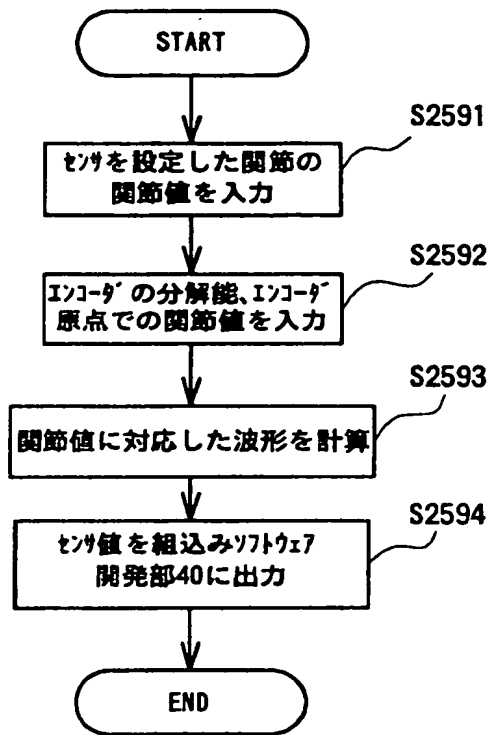 START
S2591
ｾﾝｻを設定した関節の
関節値を入力
S2592
ｴﾝｺｰﾀﾞの分解能、ｴﾝｺｰﾀﾞ
原点での関節値を入力
S2593
関節値に対応した波形を計算
S2594
ｾﾝｻ値を組込みｿﾌﾄｳｪｱ
開発部40に出力
END